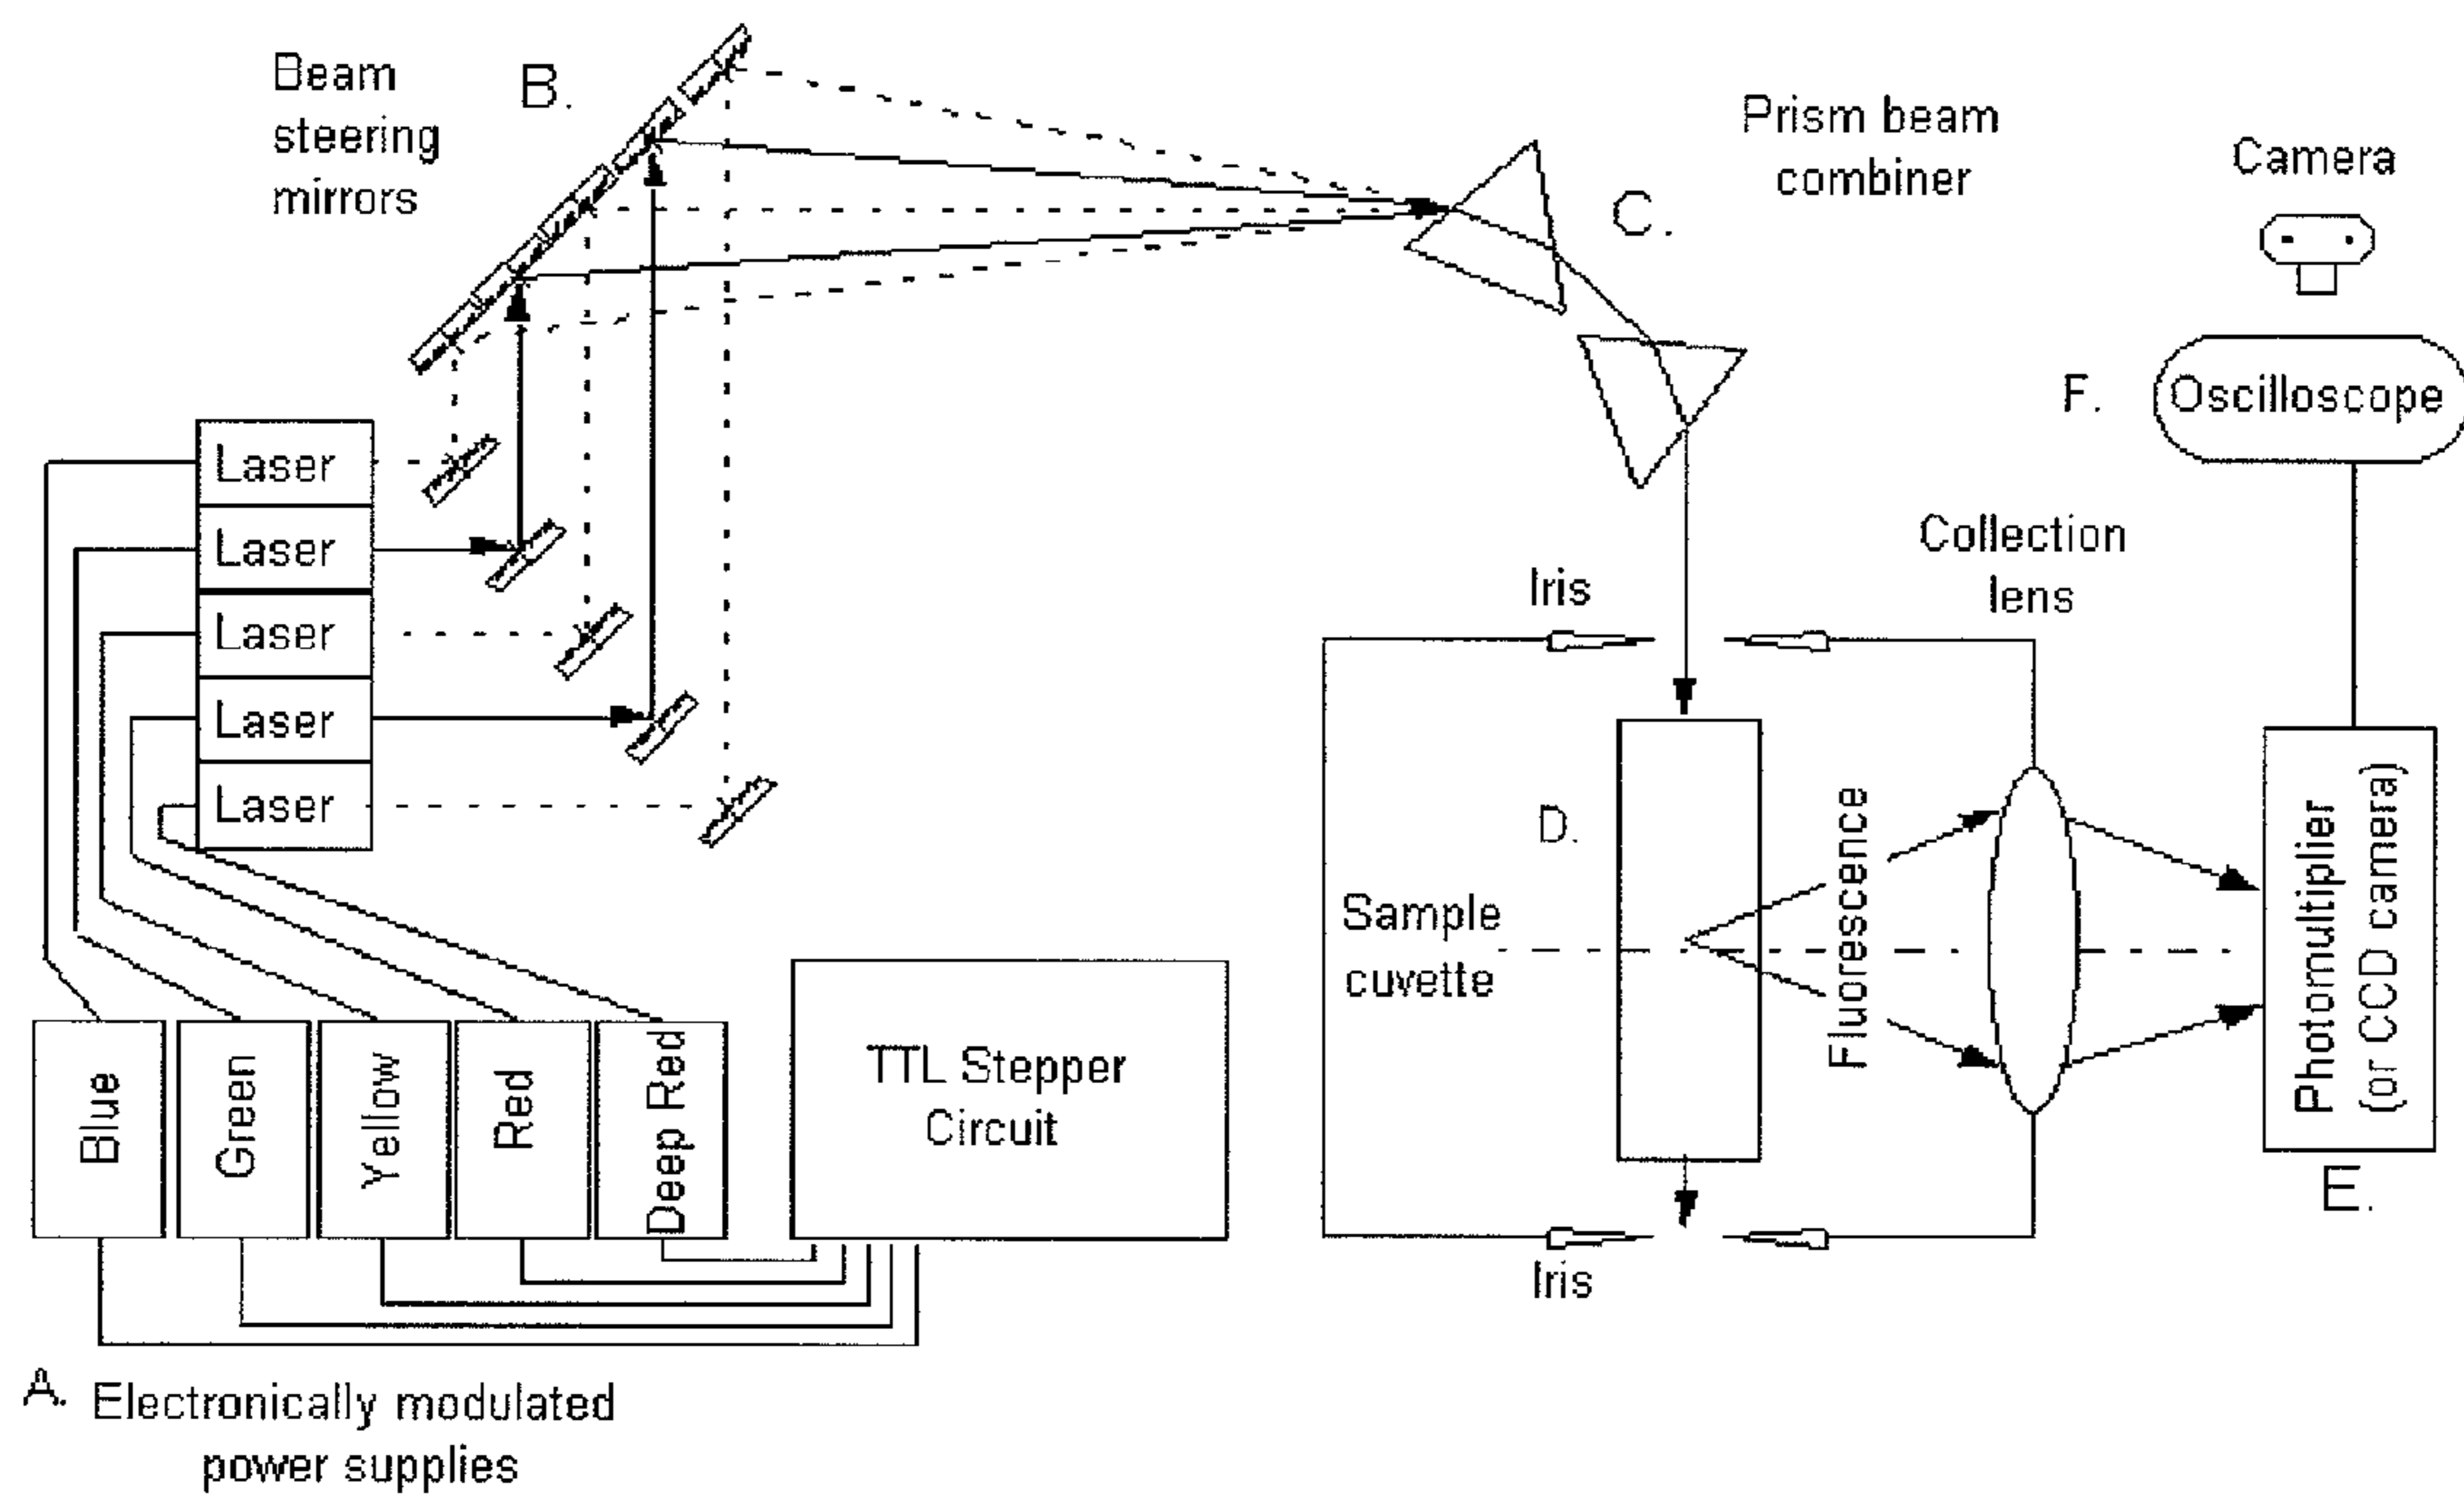 Beam
steering
mirrors
B.
Prism beam
combiner
C.
Camera
F.
Oscilloscope
Laser
Laser
Laser
Laser
Laser
Collection
lens
Iris
D.
Sample
cuvette
Fluorescence
Photomultiplier
(or CCD camera)
E.
Iris
Blue
Green
Yellow
Red
Deep Red
TTL Stepper
Circuit
A. Electronically modulated
power supplies